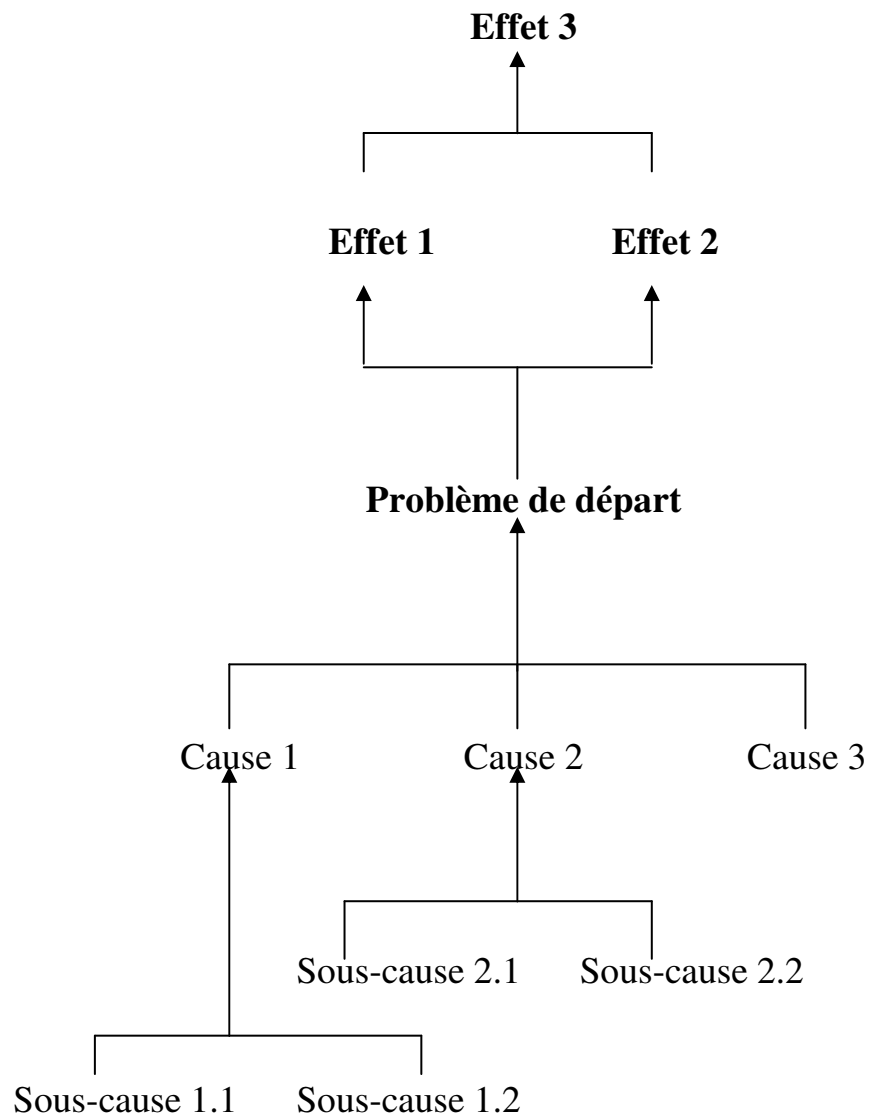 Effet 3
Effet 1 Effet 2
Problème de départ
Cause 1 Cause 2 Cause 3
Sous-cause 2.1 Sous-cause 2.2
Sous-cause 1.1 Sous-cause 1.2